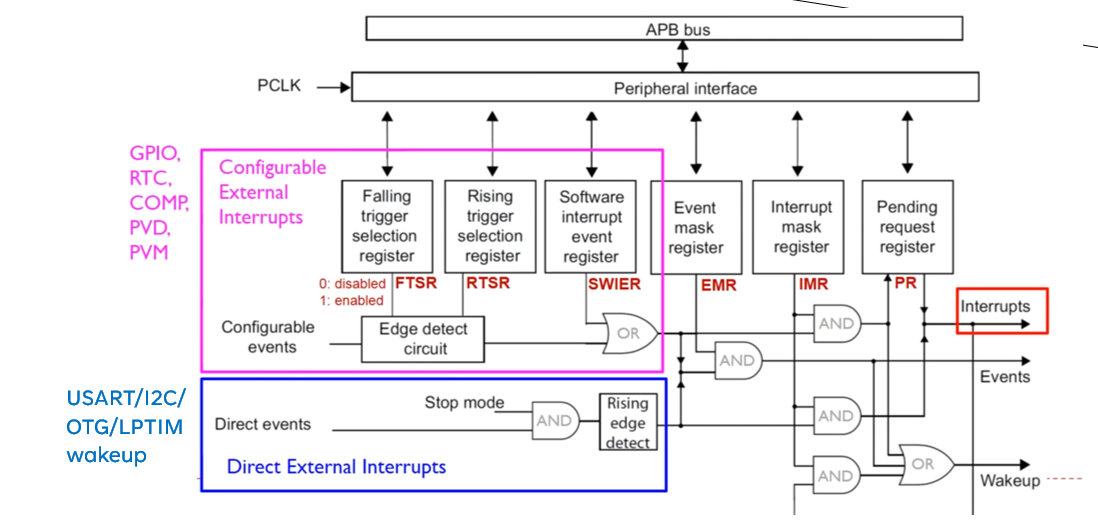 APB bus
PCLK
Peripheral interface
GPIO,
RTC,
COMP,
PVD,
PVM
Configurable
External
Interrupts
Falling
trigger
selection
register
Rising
trigger
selection
register
Software
interrupt
event
register
Event
mask
register
Interrupt
mask
register
Pending
request
register
0: disabled
1: enabled
FTSR
RTSR
SWIER
EMR
IMR
PR
Interrupts
Configurable
events
Edge detect
circuit
OR
AND
AND
Events
USART/I2C/
OTG/LPTIM
wakeup
Stop mode
Direct events
AND
Rising
edge
detect
AND
Direct External Interrupts
AND
OR
Wakeup